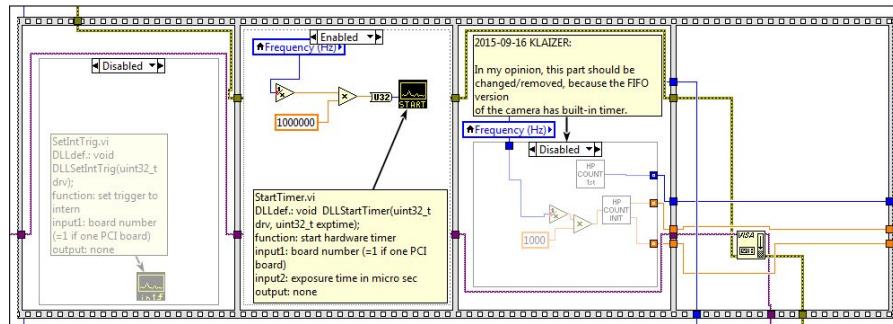 Disabled
SetIntTrig.vi
DLLdef.: void
DLLSetIntTrig(uint32_t
drv);
function: set trigger to
intern
input1: board number
(=1 if one PCI board)
output: none
int
Enabled
Frequency (Hz)
x
x
U32
START
1000000
StartTimer.vi
DLLdef.: void DLLStartTimer(uint32_t
drv, uint32_t exptime);
function: start hardware timer
input1: board number (=1 if one PCI
board)
input2: exposure time in micro sec
output: none
2015-09-16 KLAIZER:
In my opinion, this part should be
changed/removed, because the FIFO
version
of the camera has built-in timer.
Frequency (Hz)
Disabled
HP
COUNT
1st
HP
COUNT
INIT
x
x
1000
VISA